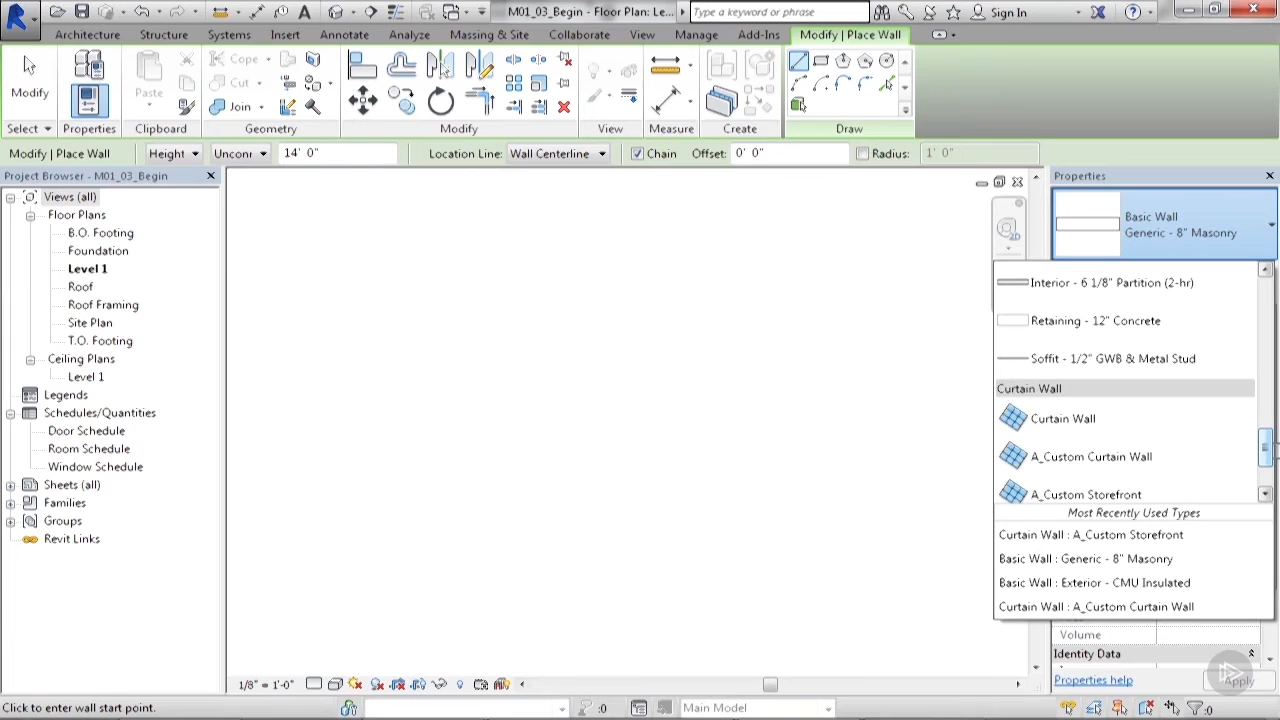 M01_03_Begin - Floor Plan: Le...
Type a keyword or phrase
Sign In
Architecture Structure Systems Insert Annotate Analyze Massing & Site Collaborate View Manage Add-Ins Modify | Place Wall
Modify
Paste
Cope
Cut
Join
Select Properties Clipboard Geometry Modify View Measure Create Draw
Modify | Place Wall Height Unconr 14' 0" Location Line: Wall Centerline Chain Offset: 0' 0" Radius: 1' 0"
Project Browser - M01_03_Begin
Views (all)
Floor Plans
B.O. Footing
Foundation
Level 1
Roof
Roof Framing
Site Plan
T.O. Footing
Ceiling Plans
Level 1
Legends
Schedules/Quantities
Door Schedule
Room Schedule
Window Schedule
Sheets (all)
Families
Groups
Revit Links
2D
Properties
Basic Wall
Generic - 8" Masonry
Interior - 6 1/8" Partition (2-hr)
Retaining - 12" Concrete
Soffit - 1/2" GWB & Metal Stud
Curtain Wall
Curtain Wall
A_Custom Curtain Wall
A_Custom Storefront
Most Recently Used Types
Curtain Wall : A_Custom Storefront
Basic Wall : Generic - 8" Masonry
Basic Wall : Exterior - CMU Insulated
Curtain Wall : A_Custom Curtain Wall
Volume
Identity Data
Properties help
Apply
1/8" = 1'-0"
Click to enter wall start point.
:0
Main Model
:0